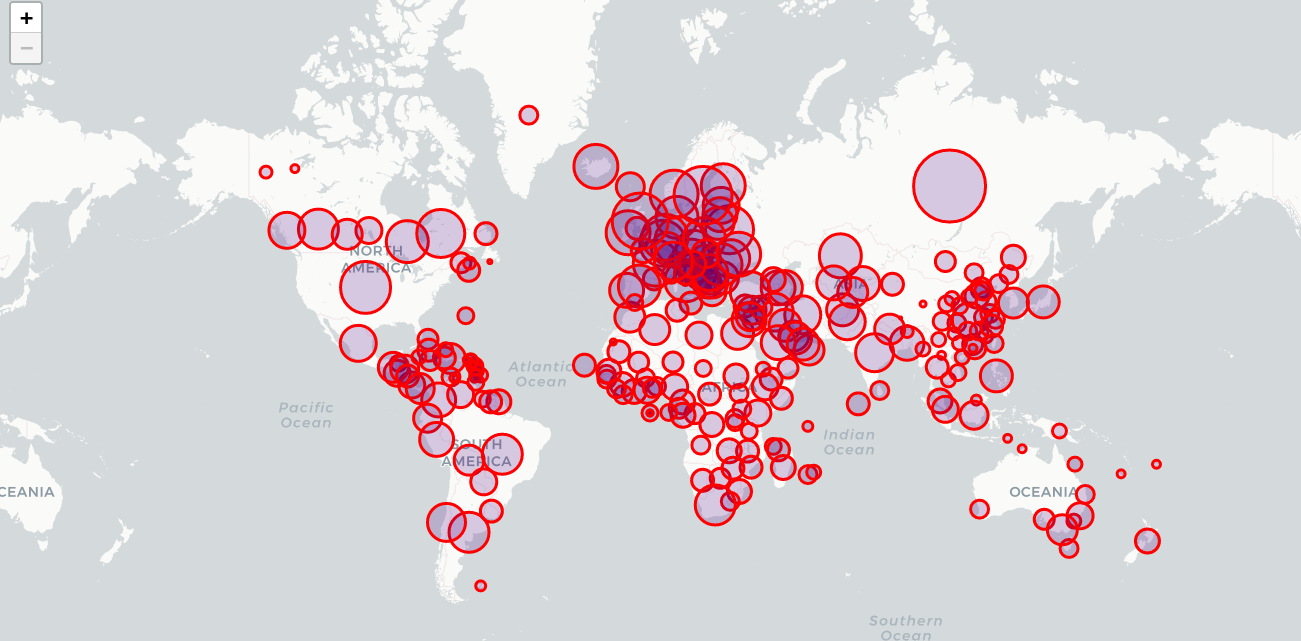 +
−
NORTH
AMERICA
ASIA
Atlantic
Ocean
AFRICA
Pacific
Ocean
Indian
Ocean
SOUTH
AMERICA
CEANIA
OCEANIA
Southern
Ocean